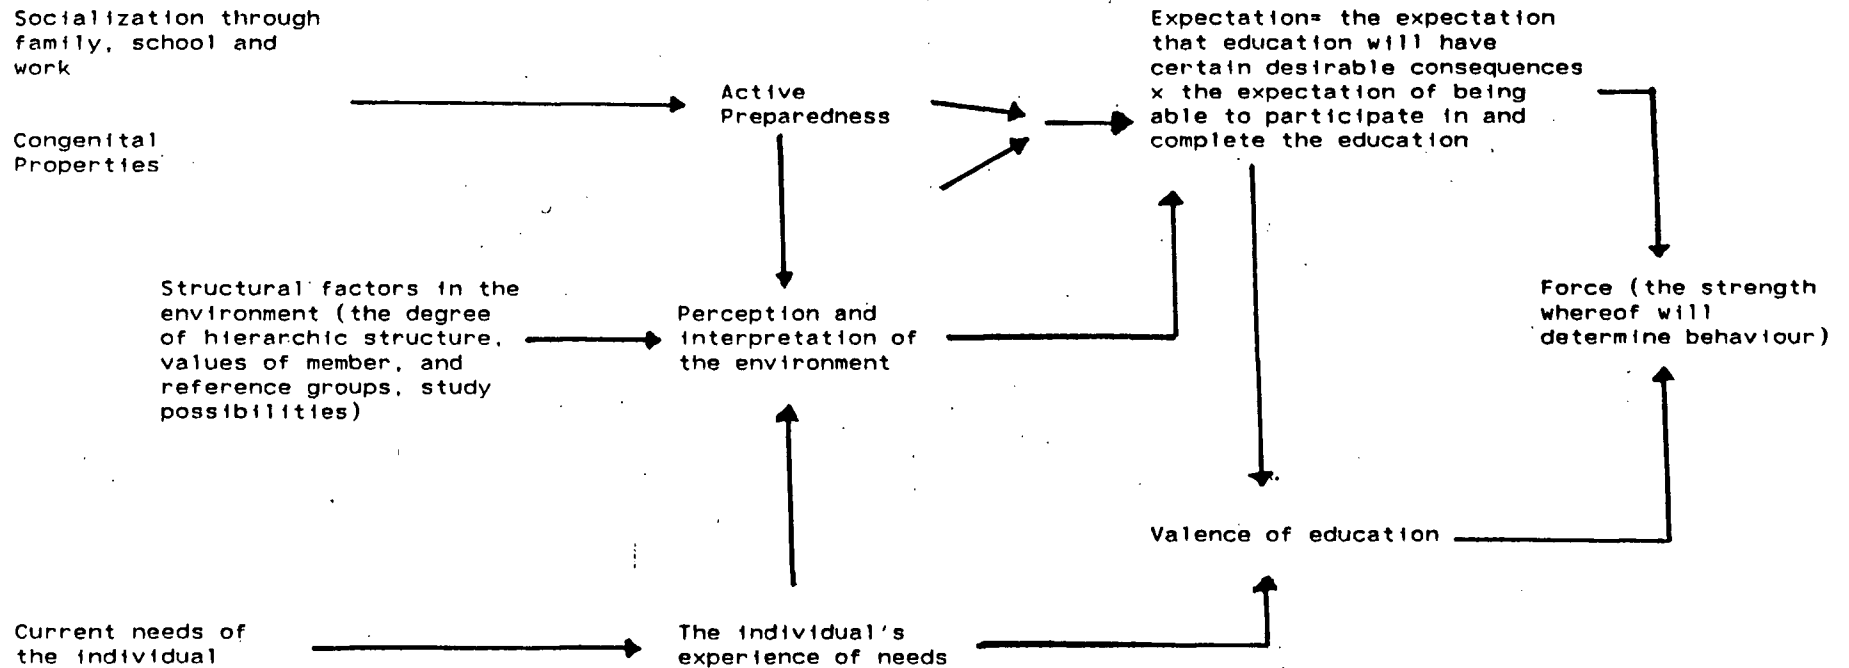 Socialization through
family, school and
work
Congenital
Properties
Active
Preparedness
Expectation= the expectation
that education will have
certain desirable consequences
x the expectation of being
able to participate in and
complete the education
Structural factors in the
environment (the degree
of hierarchic structure,
values of member, and
reference groups, study
possibilities)
Perception and
interpretation of
the environment
Force (the strength
whereof will
determine behaviour)
Valence of education
Current needs of
the individual
The individual's
experience of needs